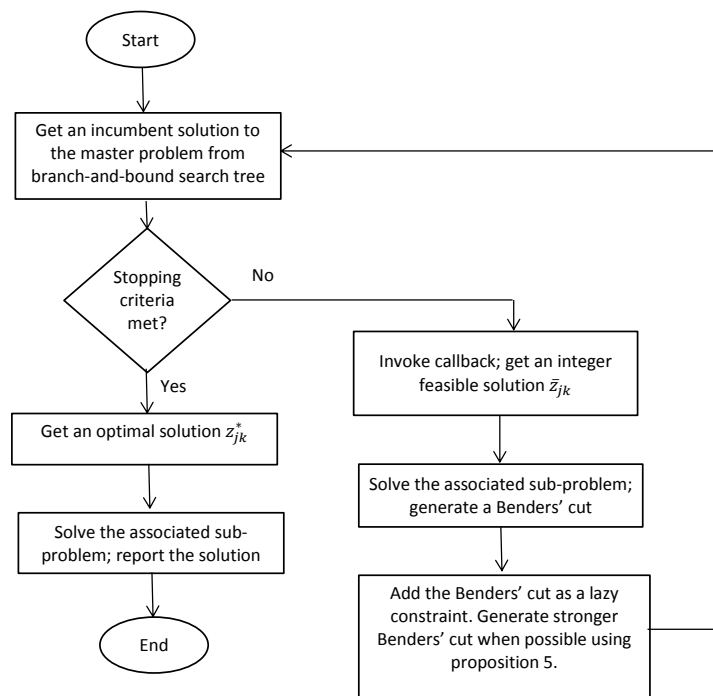 Start
Get an incumbent solution to
the master problem from
branch-and-bound search tree
Stopping
criteria
met?
No
Yes
Invoke callback; get an integer
feasible solution z̄jk
Get an optimal solution z*jk
Solve the associated sub-problem;
generate a Benders’ cut
Solve the associated sub-
problem; report the solution
Add the Benders’ cut as a lazy
constraint. Generate stronger
Benders’ cut when possible using
proposition 5.
End